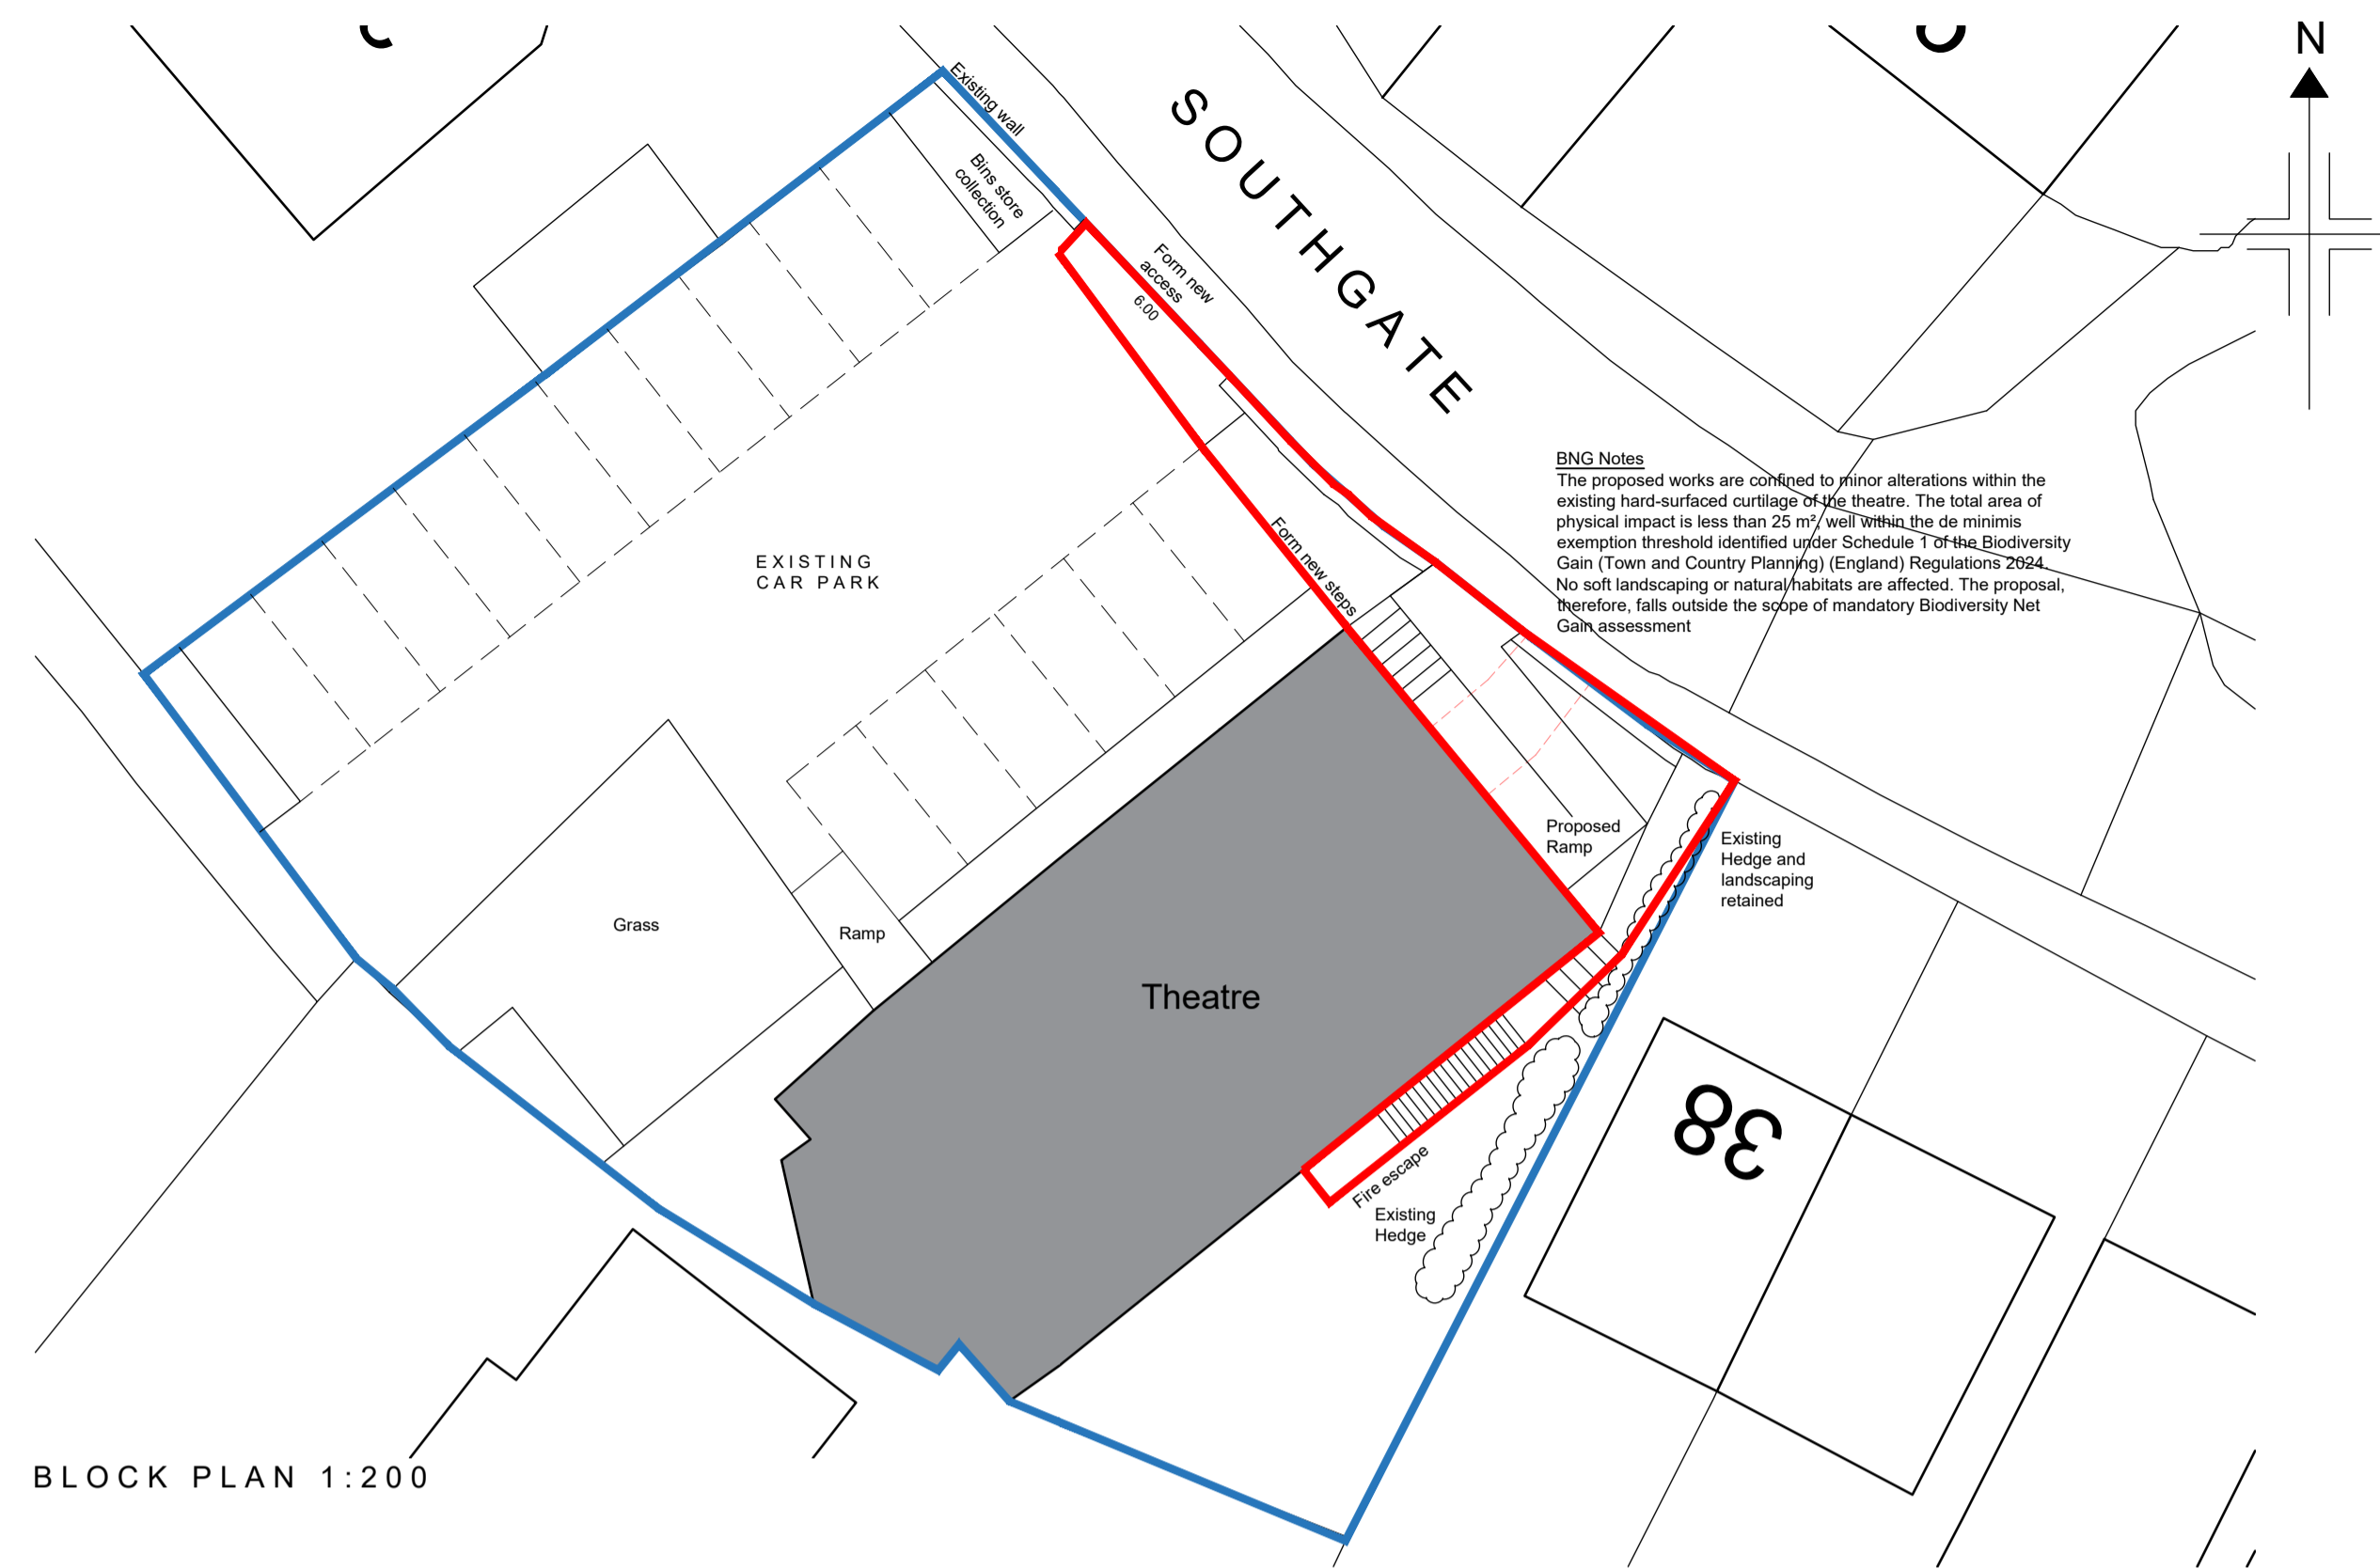 N
Existing wall
Bins store
collection
SOUTHGATE
Form new
access
6.00
BNG Notes
The proposed works are confined to minor alterations within the
existing hard-surfaced curtilage of the theatre. The total area of
physical impact is less than 25 m², well within the de minimis
exemption threshold identified under Schedule 1 of the Biodiversity
Gain (Town and Country Planning) (England) Regulations 2024.
No soft landscaping or natural habitats are affected. The proposal,
therefore, falls outside the scope of mandatory Biodiversity Net
Gain assessment
EXISTING
CAR PARK
Form new steps
Proposed
Ramp
Existing
Hedge and
landscaping
retained
Grass
Ramp
Theatre
38
Fire escape
Existing
Hedge
BLOCK PLAN 1:200